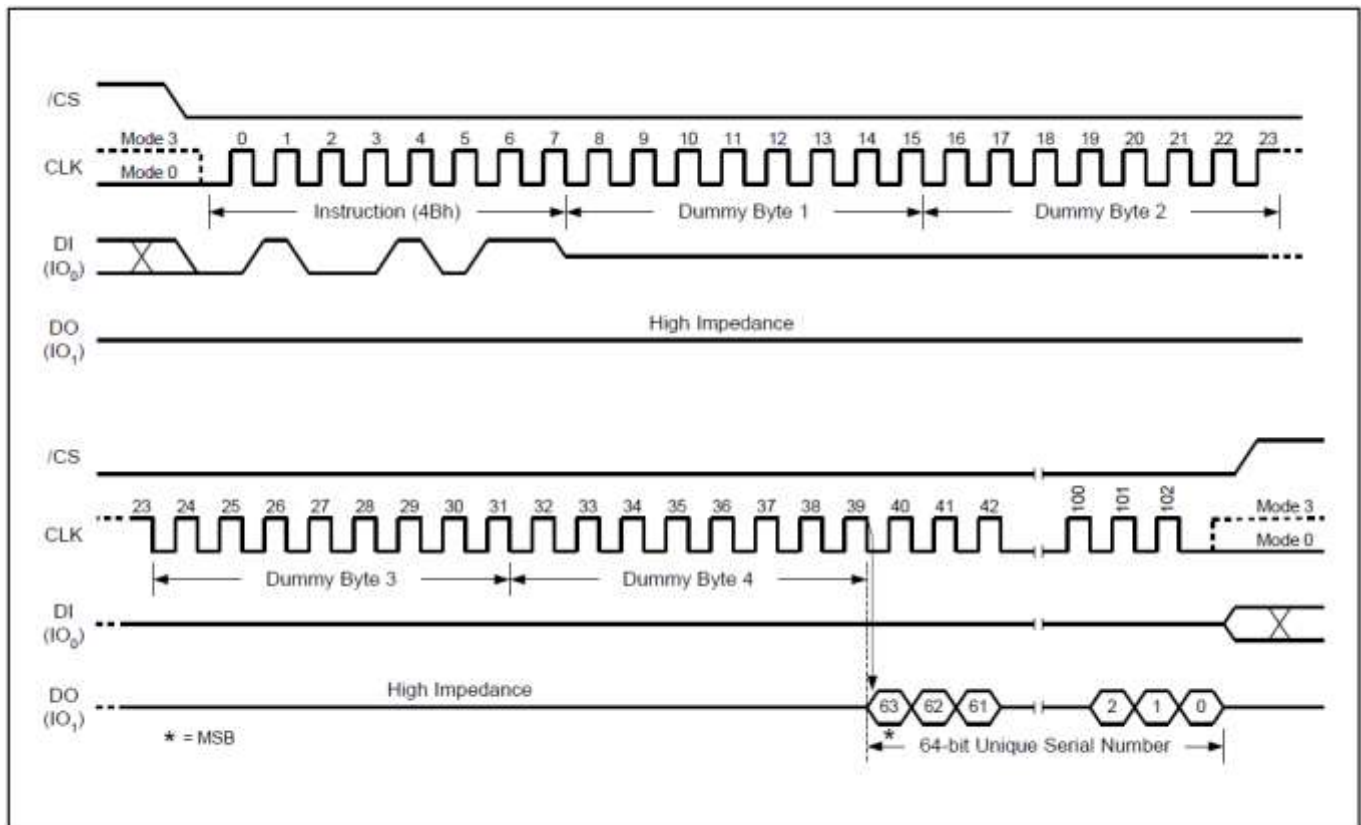 /CS
Mode 3 0 1 2 3 4 5 6 7 8 9 10 11 12 13 14 15 16 17 18 19 20 21 22 23
CLK
Mode 0
Instruction (4Bh) Dummy Byte 1 Dummy Byte 2
DI
(IO0)
High Impedance
DO
(IO1)
/CS
23 24 25 26 27 28 29 30 31 32 33 34 35 36 37 38 39 40 41 42 100 101 102 Mode 3
CLK
Mode 0
Dummy Byte 3 Dummy Byte 4
DI
(IO0)
High Impedance
DO
(IO1)
63 62 61 2 1 0
* = MSB
*
64-bit Unique Serial Number